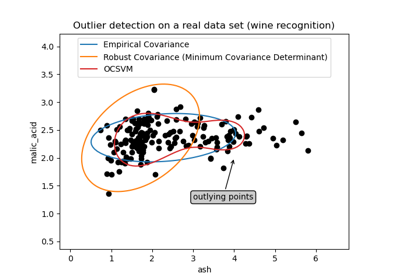 Outlier detection on a real data set (wine recognition)
Empirical Covariance
Robust Covariance (Minimum Covariance Determinant)
OCSVM
4.0
3.5
3.0
2.5
2.0
1.5
1.0
0.5
malic_acid
outlying points
0
1
2
3
4
5
6
ash